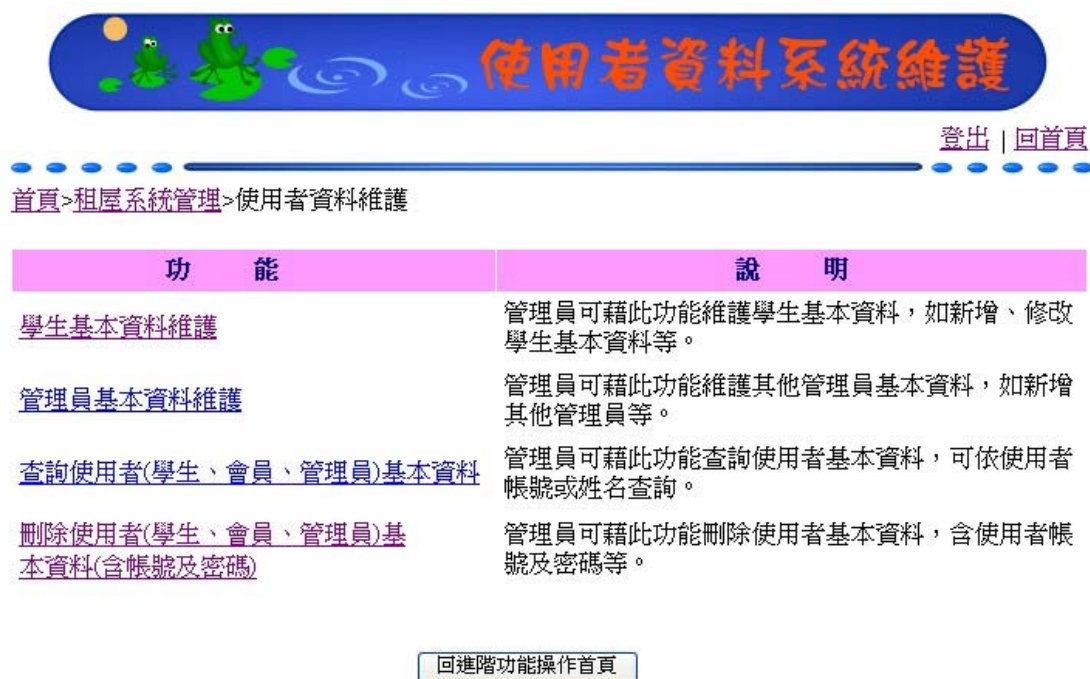 使用者資料系統維護
登出 | 回首頁
首頁>租屋系統管理>使用者資料維護
功 能 說 明
學生基本資料維護
管理員可藉此功能維護學生基本資料，如新增、修改
學生基本資料等。
管理員基本資料維護
管理員可藉此功能維護其他管理員基本資料，如新增
其他管理員等。
查詢使用者(學生、會員、管理員)基本資料
管理員可藉此功能查詢使用者基本資料，可依使用者
帳號或姓名查詢。
刪除使用者(學生、會員、管理員)基
本資料(含帳號及密碼)
管理員可藉此功能刪除使用者基本資料，含使用者帳
號及密碼等。
回進階功能操作首頁